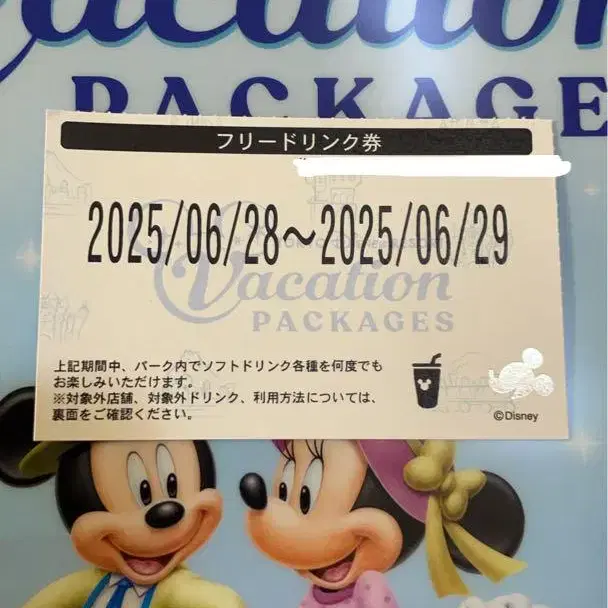 Vacation
PACKAGES
フリードリンク券
2025/06/28〜2025/06/29
Vacation
PACKAGES
上記期間中、パーク内でソフトドリンク各種を何度でも
お楽しみいただけます。
※対象外店舗、対象外ドリンク、利用方法については、
裏面をご確認ください。
©Disney